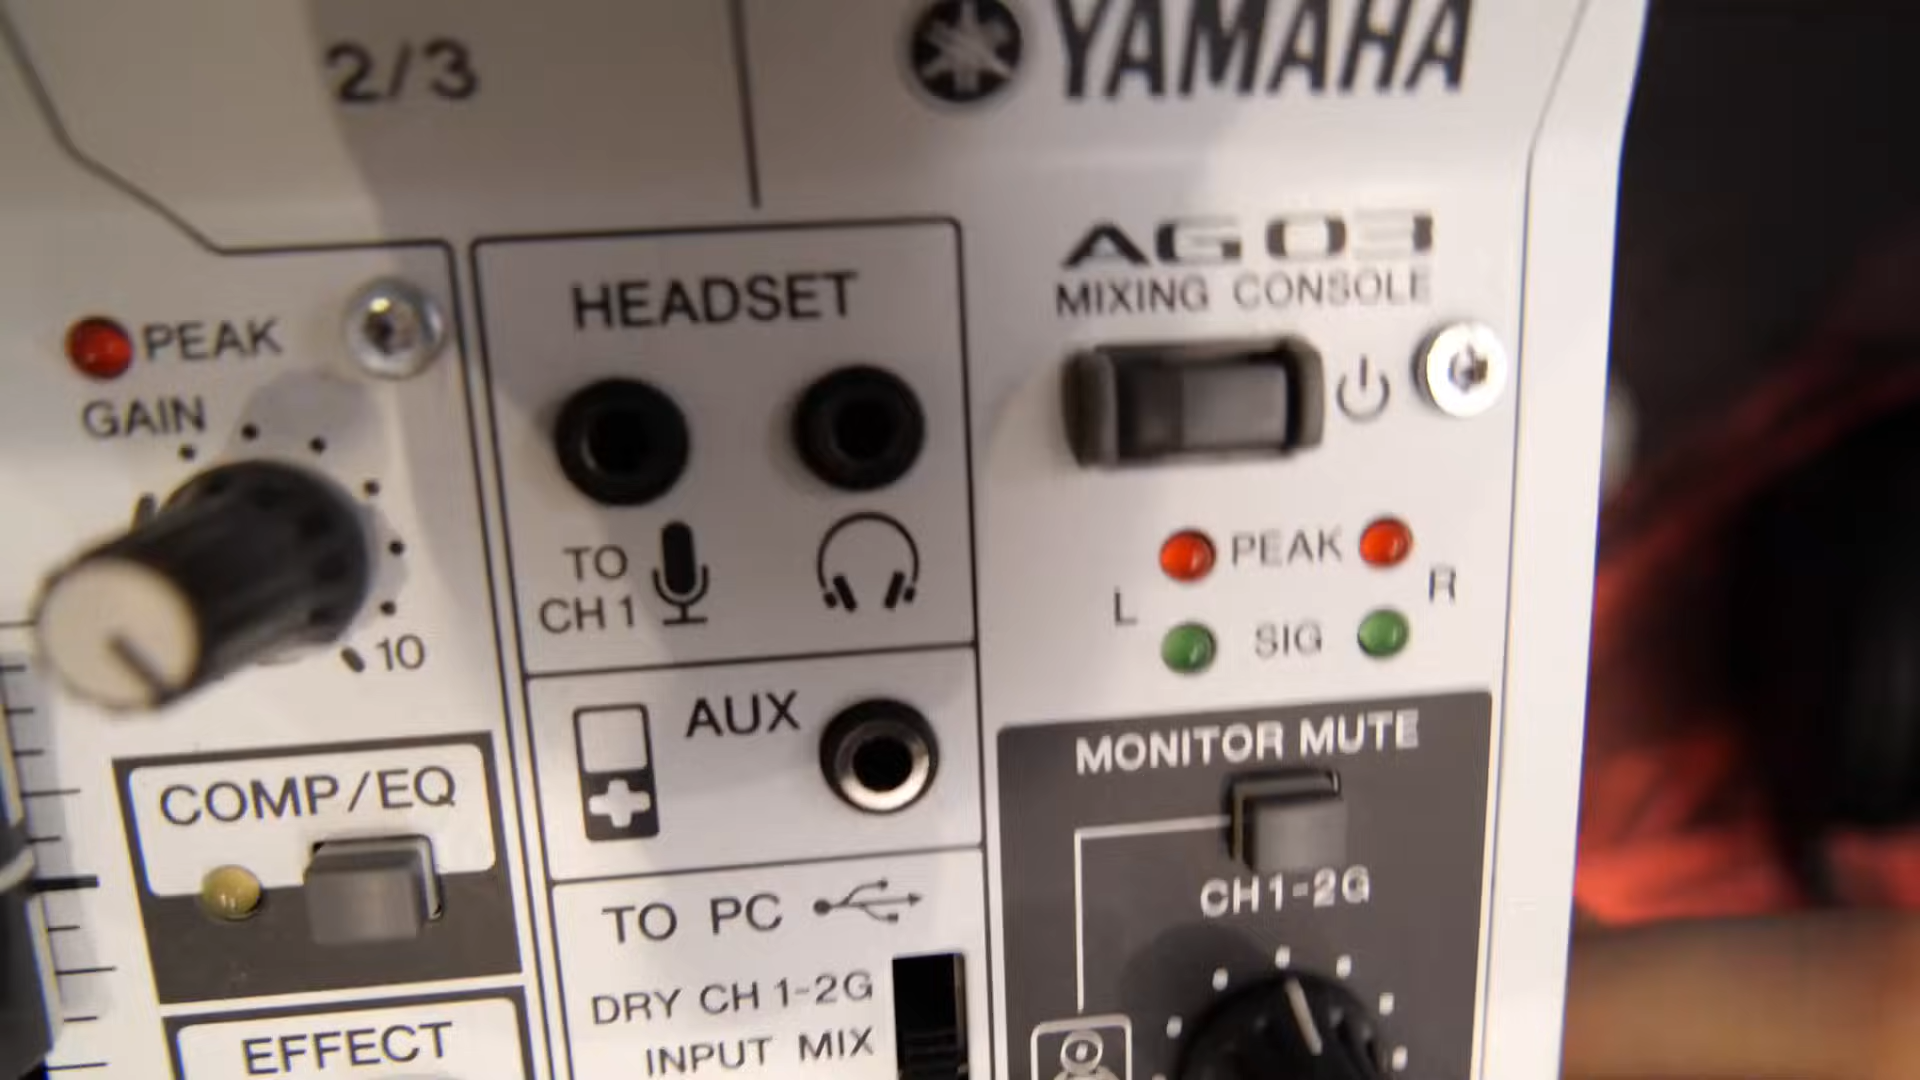 2/3
YAMAHA
AG03
MIXING CONSOLE
HEADSET
PEAK
GAIN
10
TO
CH 1
L
PEAK
R
SIG
AUX
MONITOR MUTE
COMP/EQ
CH1-2G
TO PC
DRY CH 1-2G
INPUT MIX
EFFECT